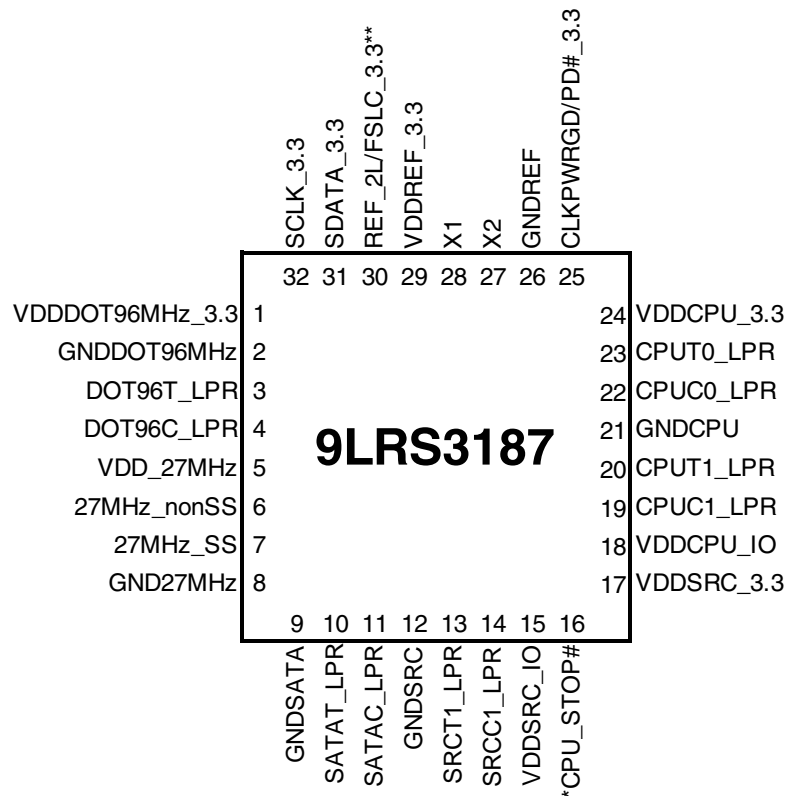 SCLK_3.3
SDATA_3.3
REF_2L/FSLC_3.3**
VDDREF_3.3
X1
X2
GNDREF
CLKPWRGD/PD#_3.3
32 31 30 29 28 27 26 25
VDDDOT96MHz_3.3 1
GNDDOT96MHz 2
DOT96T_LPR 3
DOT96C_LPR 4
VDD_27MHz 5
27MHz_nonSS 6
27MHz_SS 7
GND27MHz 8
9LRS3187
24 VDDCPU_3.3
23 CPUT0_LPR
22 CPUC0_LPR
21 GNDCPU
20 CPUT1_LPR
19 CPUC1_LPR
18 VDDCPU_IO
17 VDDSRC_3.3
9 10 11 12 13 14 15 16
GNDSATA
SATAT_LPR
SATAC_LPR
GNDSRC
SRCT1_LPR
SRCC1_LPR
VDDSRC_IO
*CPU_STOP#